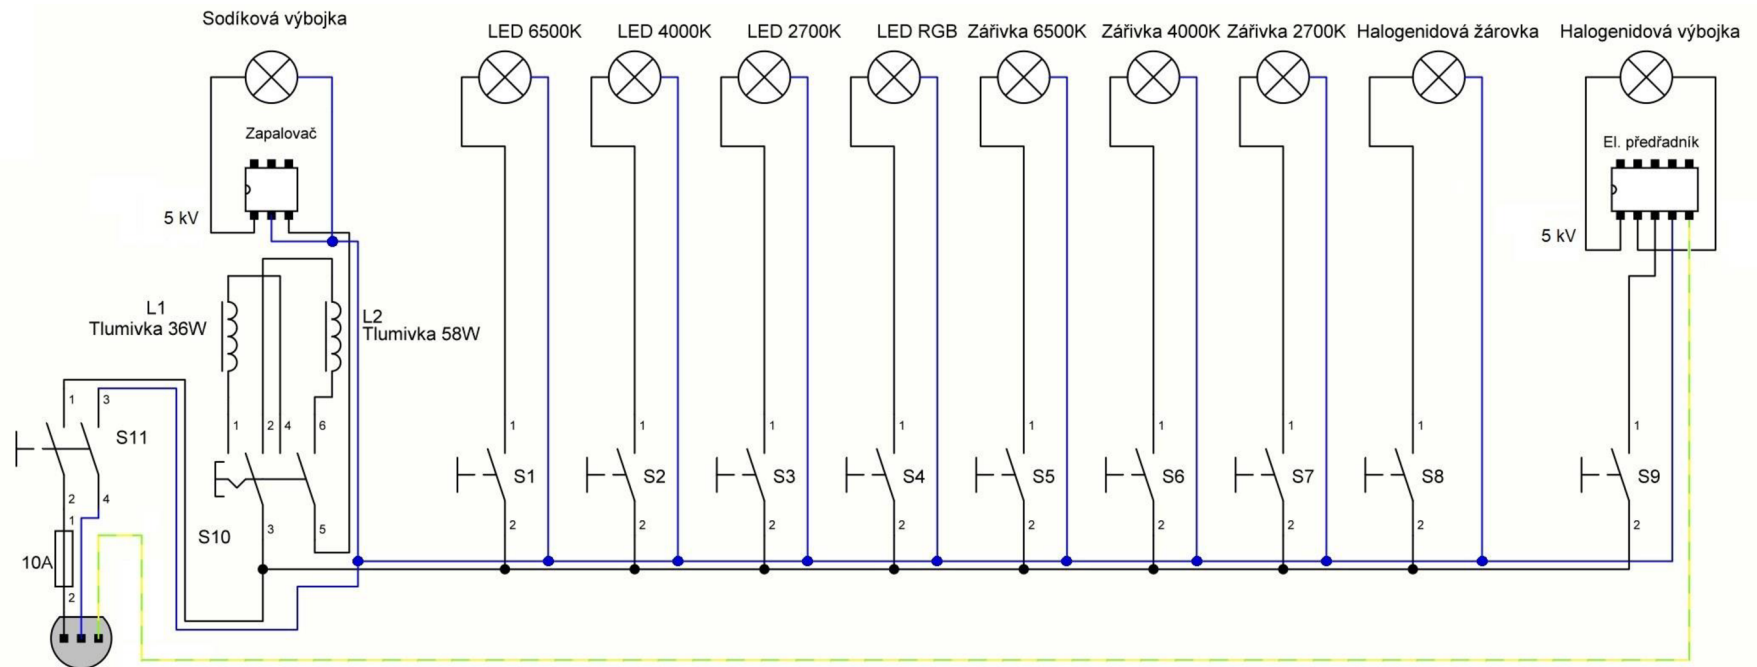 Sodíková výbojka
LED 6500K
LED 4000K
LED 2700K
LED RGB
Zářivka 6500K
Zářivka 4000K
Zářivka 2700K
Halogenidová žárovka
Halogenidová výbojka
Zapalovač
El. předřadník
5 kV
5 kV
L1
Tlumivka 36W
L2
Tlumivka 58W
1
3
S11
2
4
1
10A
2
1
2
4
6
S10
3
5
1
S1
2
1
S2
2
1
S3
2
1
S4
2
1
S5
2
1
S6
2
1
S7
2
1
S8
2
1
S9
2